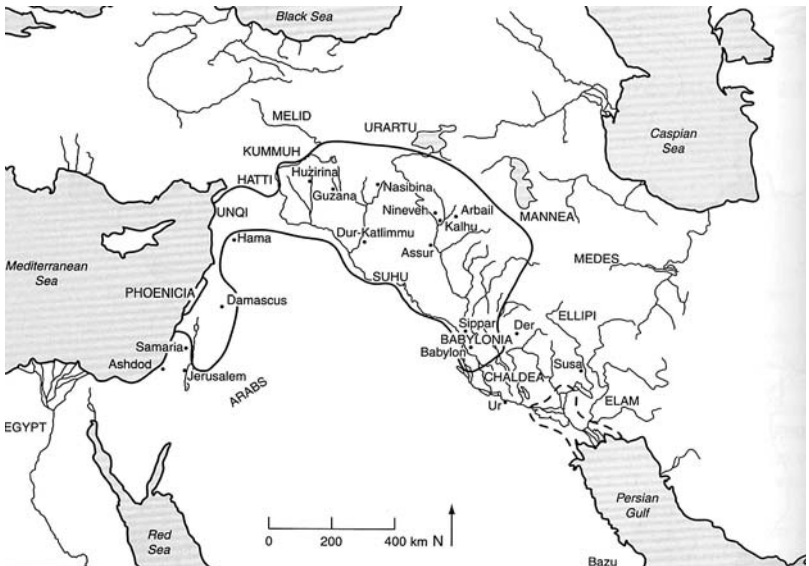 Black Sea
MELID
URARTU
Caspian
Sea
KUMMUH
HATTI
Huzirina
Nasibina
Guzana
UNQI
Nineveh
Arbail
Kalhu
MANNEA
Hama
Dur-Katlimmu
Assur
Mediterranean
Sea
SUHU
MEDES
PHOENICIA
Damascus
ELLIPI
Sippar
Der
Samaria
BABYLONIA
Babylon
Ashdod
Jerusalem
Susa
CHALDEA
ARABS
Ur
ELAM
EGYPT
Persian
Gulf
Red
Sea
0 200 400 km N
Bazu